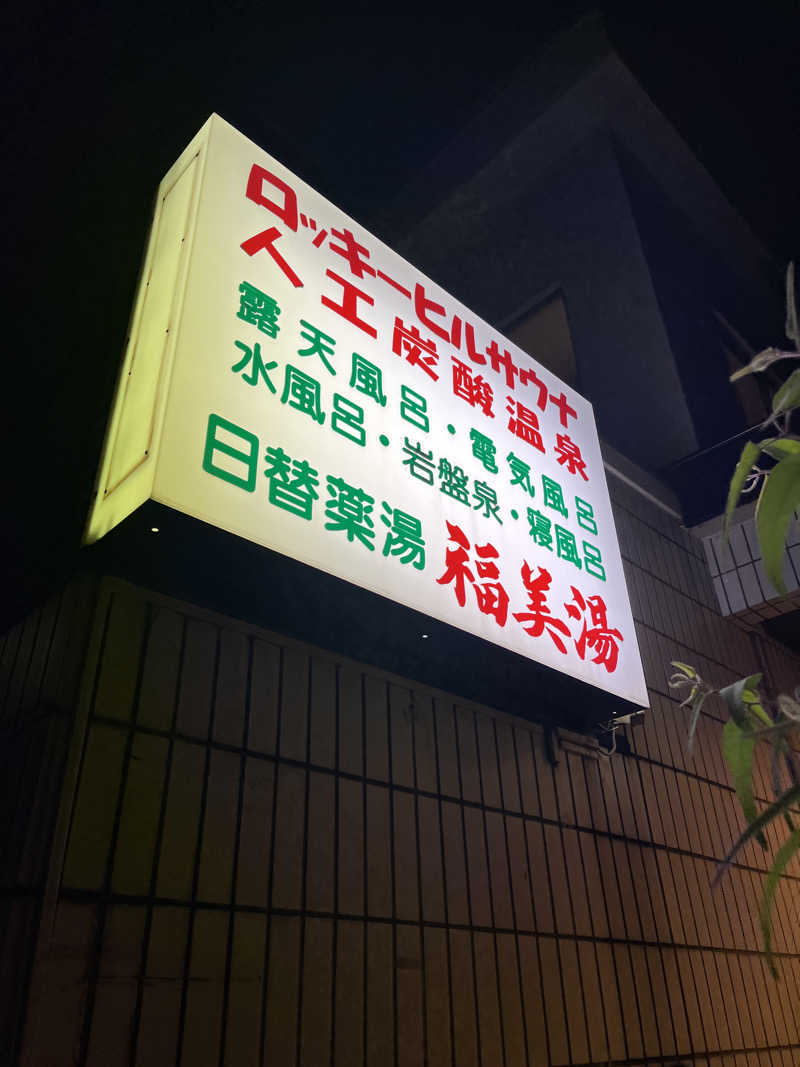 ロッキーヒルサウナ
人工炭酸温泉
露天風呂・電気風呂
水風呂・岩盤泉・寝風呂
日替薬湯 福美湯